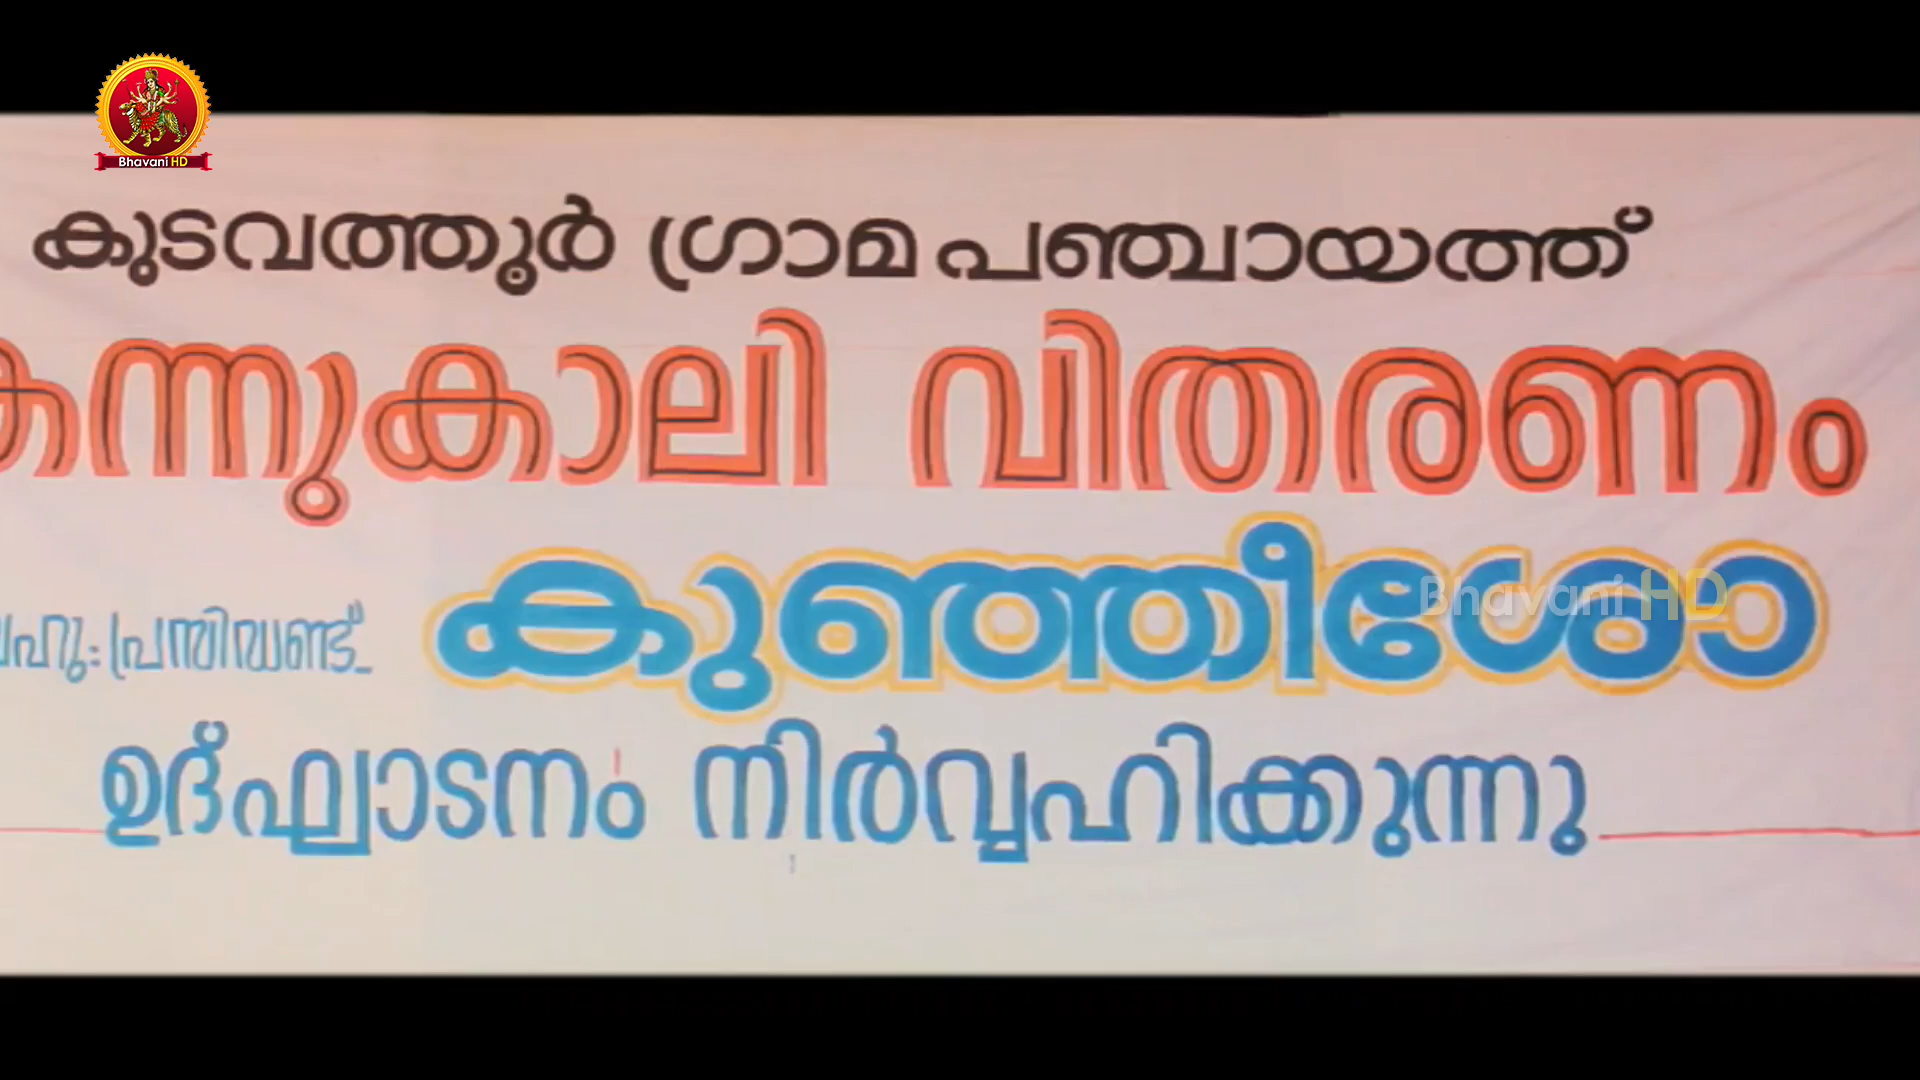 Bhavani HD
കുടവത്തൂർ ഗ്രാമ പഞ്ചായത്ത്
കന്നുകാലി വിതരണം
ബഹു: പ്രസിഡണ്ട്_ കുഞ്ഞീശോ
Bhavani HD
ഉദ്ഘാടനം നിർവ്വഹിക്കുന്നു